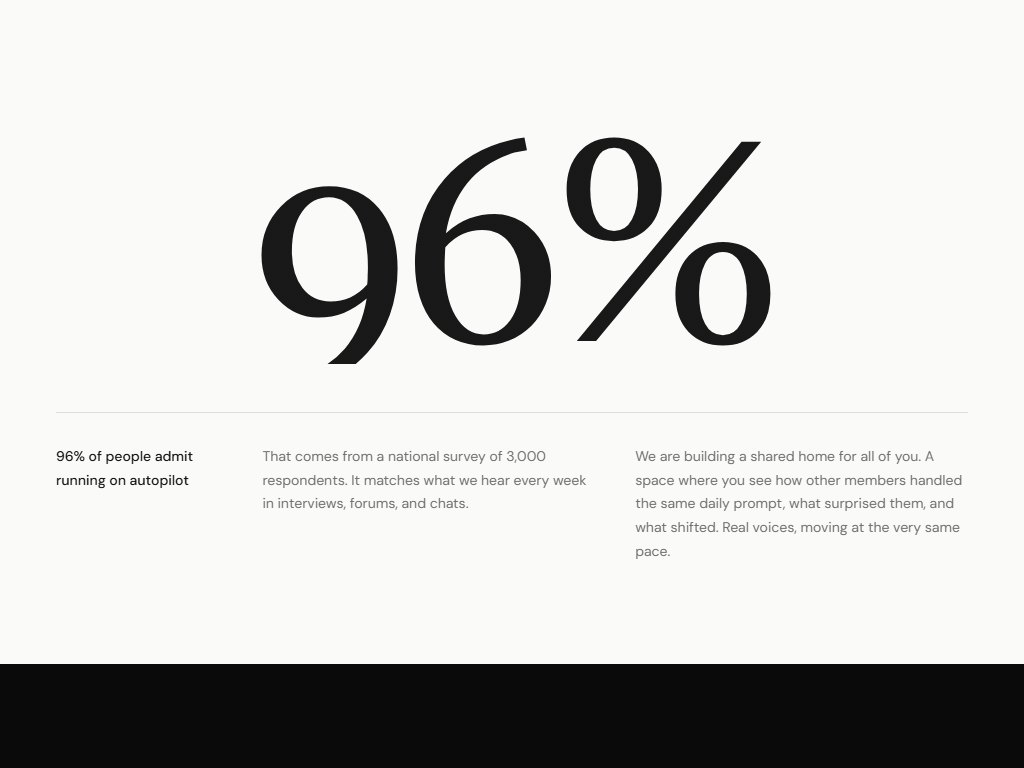 96%
96% of people admit
running on autopilot
That comes from a national survey of 3,000
respondents. It matches what we hear every week
in interviews, forums, and chats.
We are building a shared home for all of you. A
space where you see how other members handled
the same daily prompt, what surprised them, and
what shifted. Real voices, moving at the very same
pace.